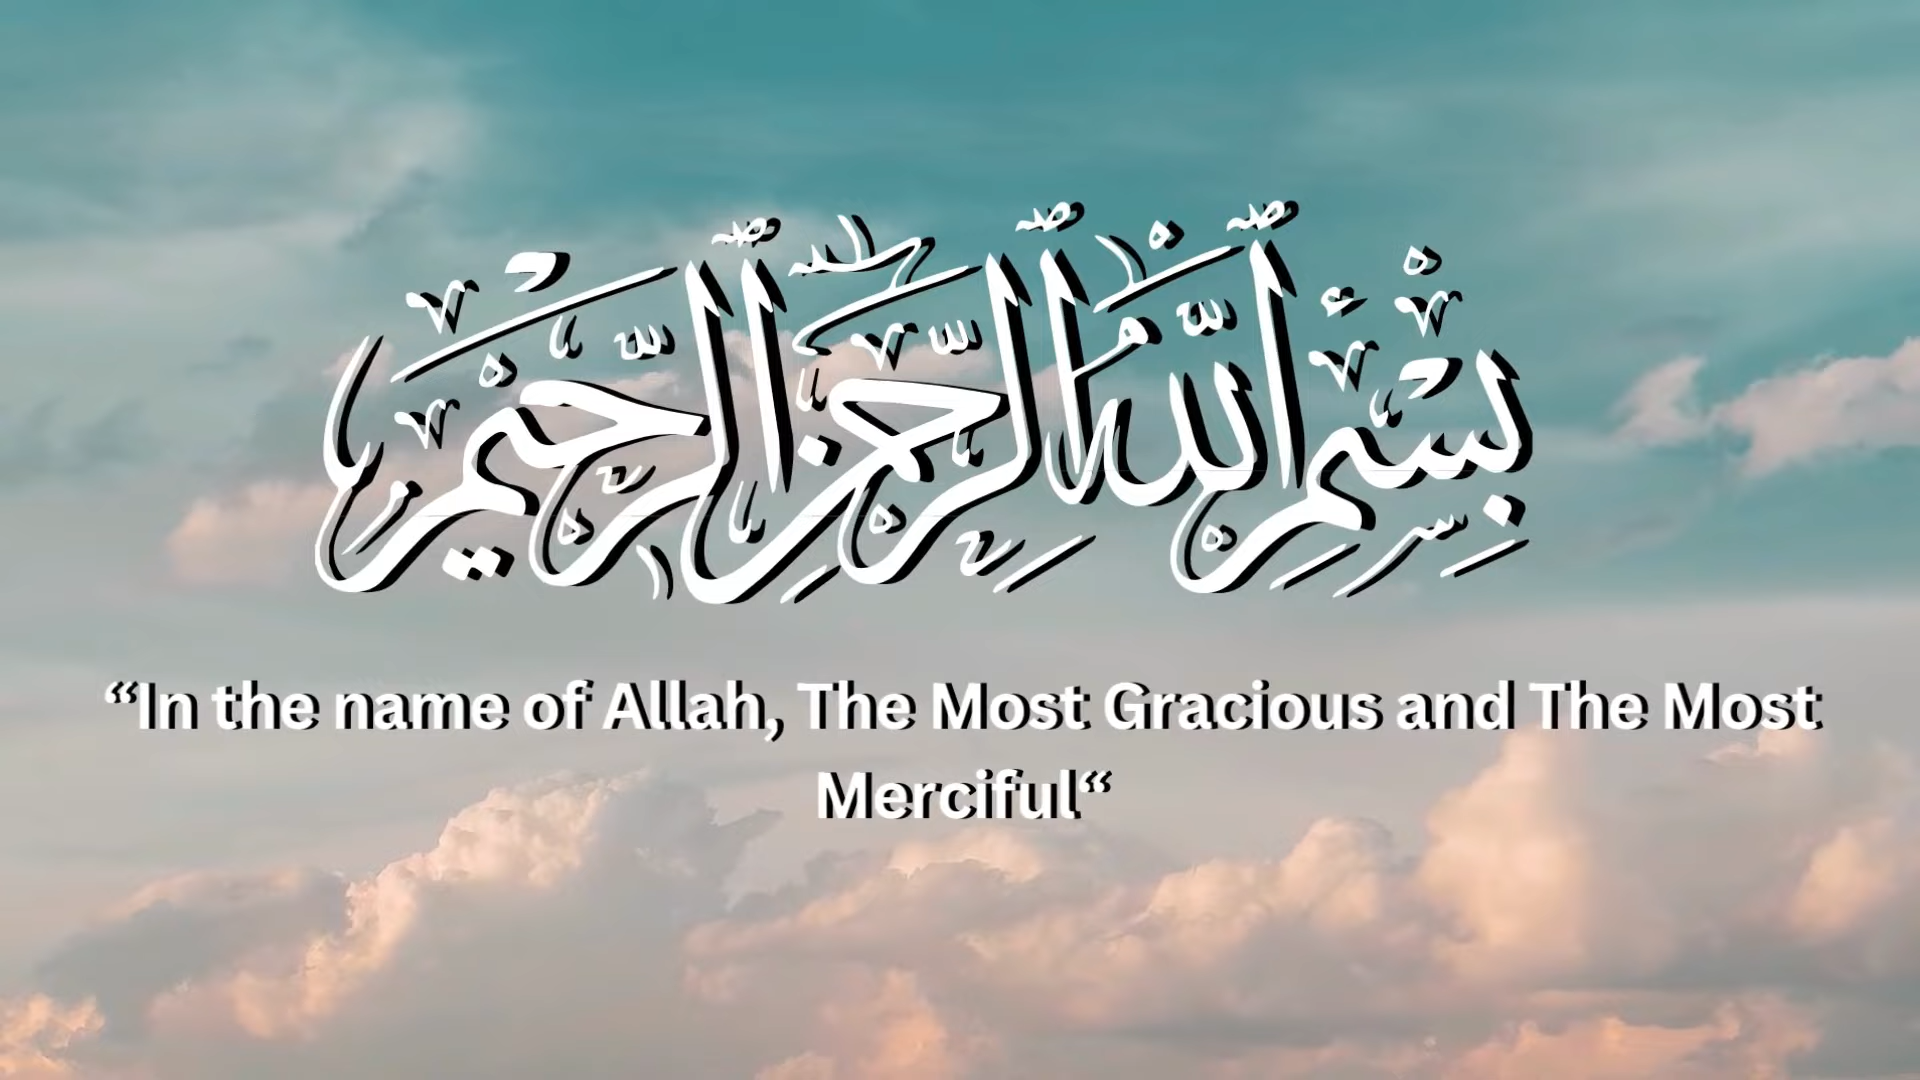 بِسْمِ ٱللَّٰهِ ٱلرَّحْمَٰنِ ٱلرَّحِيمِ
“In the name of Allah, The Most Gracious and The Most
Merciful“